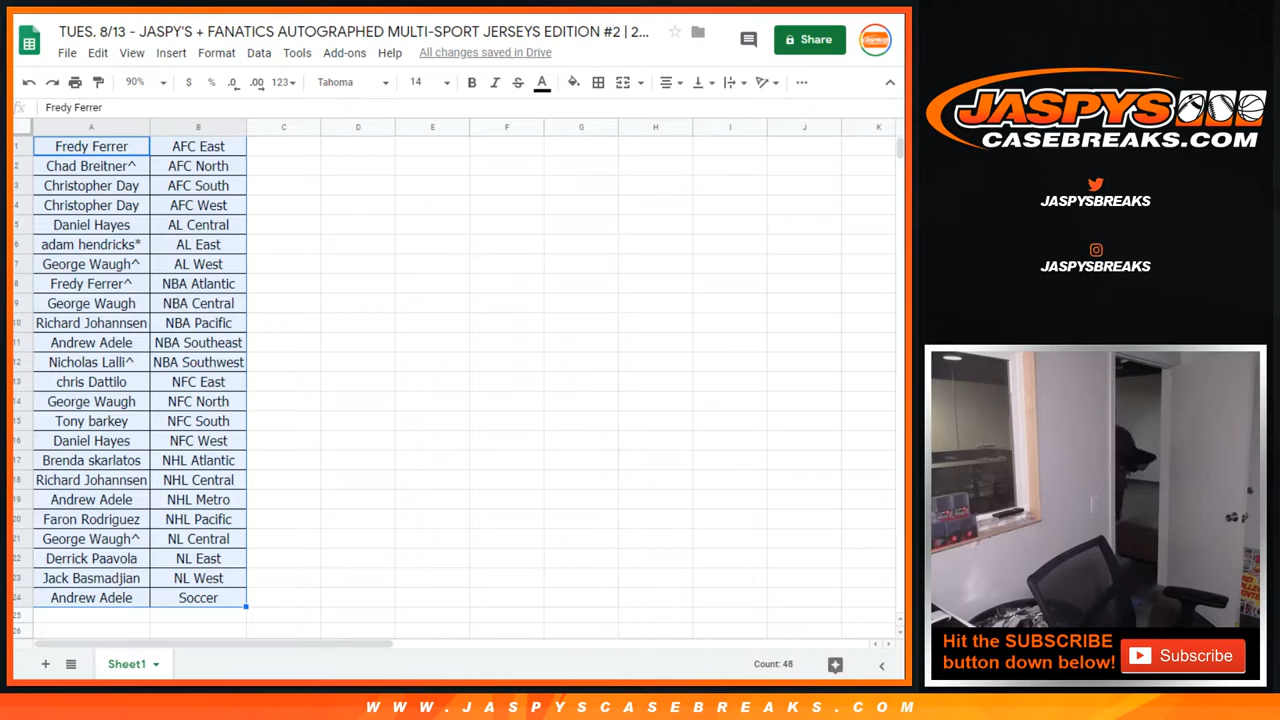 TUES. 8/13 - JASPY'S + FANATICS AUTOGRAPHED MULTI-SPORT JERSEYS EDITION #2 | 2...
Share
File Edit View Insert Format Data Tools Add-ons Help All changes saved in Drive
90% $ % .0 .00 123 Tahoma 14 B I S A
fx Fredy Ferrer
A B C D E F G H I J K
1 Fredy Ferrer AFC East
2 Chad Breitner^ AFC North
3 Christopher Day AFC South
4 Christopher Day AFC West
5 Daniel Hayes AL Central
6 adam hendricks* AL East
7 George Waugh^ AL West
8 Fredy Ferrer^ NBA Atlantic
9 George Waugh NBA Central
10 Richard Johannsen NBA Pacific
11 Andrew Adele NBA Southeast
12 Nicholas Lalli^ NBA Southwest
13 chris Dattilo NFC East
14 George Waugh NFC North
15 Tony barkey NFC South
16 Daniel Hayes NFC West
17 Brenda skarlatos NHL Atlantic
18 Richard Johannsen NHL Central
19 Andrew Adele NHL Metro
20 Faron Rodriguez NHL Pacific
21 George Waugh^ NL Central
22 Derrick Paavola NL East
23 Jack Basmadjian NL West
24 Andrew Adele Soccer
25
26
Sheet1
Count: 48
JASPYS
CASEBREAKS.COM
JASPYSBREAKS
JASPYSBREAKS
Hit the SUBSCRIBE
button down below!
Subscribe
WWW.JASPYSCASEBREAKS.COM